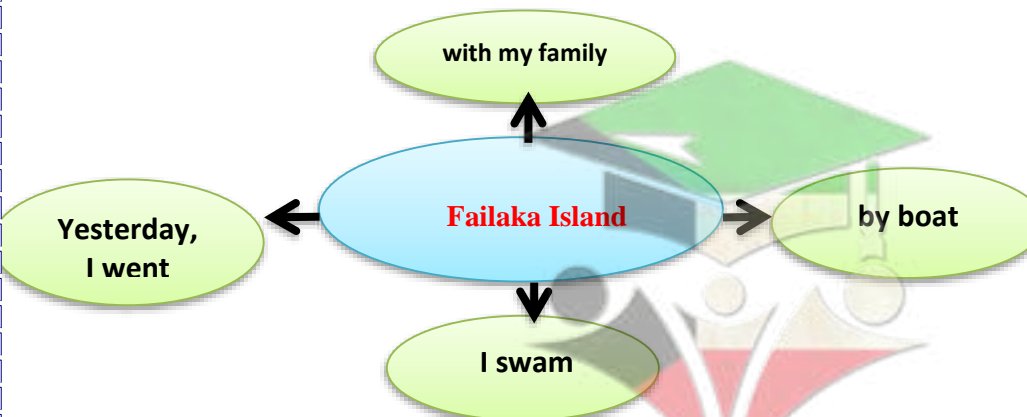 with my family
Yesterday,
I went
Failaka Island
by boat
I swam